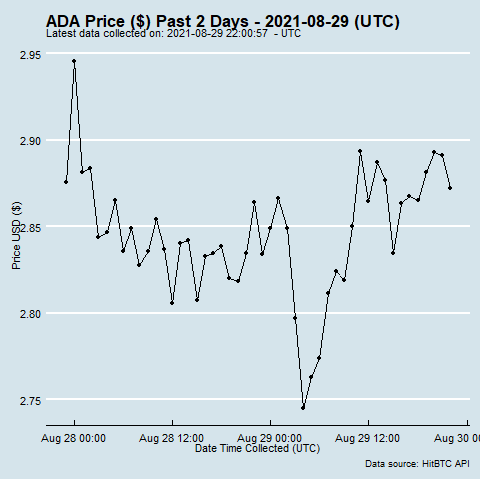 ADA Price ($) Past 2 Days - 2021-08-29 (UTC)
Latest data collected on: 2021-08-29 22:00:57 - UTC
2.95
2.90
2.85
2.80
2.75
Price USD ($)
Aug 28 00:00 Aug 28 12:00 Aug 29 00:00 Aug 29 12:00 Aug 30 00
Date Time Collected (UTC)
Data source: HitBTC API